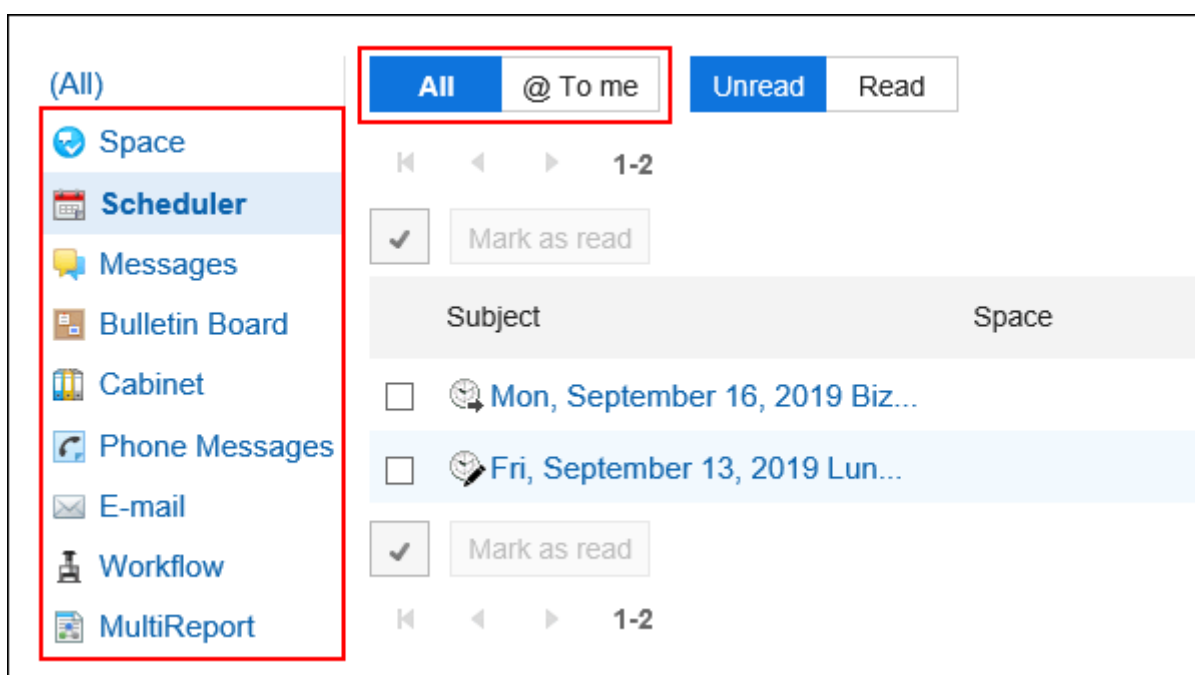 (All)
Space
Scheduler
Messages
Bulletin Board
Cabinet
Phone Messages
E-mail
Workflow
MultiReport
All @ To me Unread Read
1-2
Mark as read
Subject Space
Mon, September 16, 2019 Biz...
Fri, September 13, 2019 Lun...
Mark as read
1-2